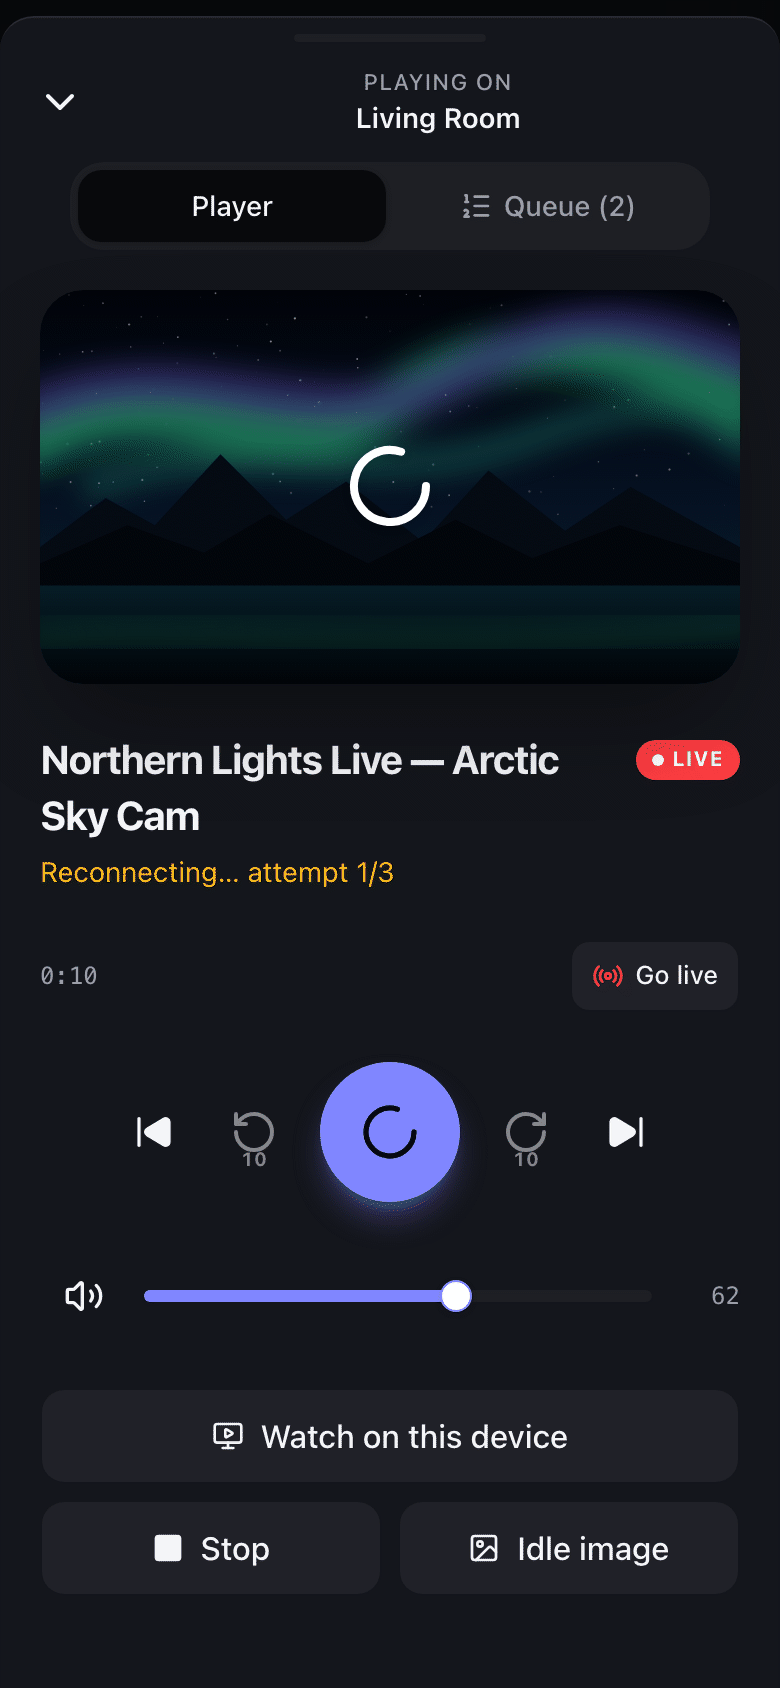 PLAYING ON
Living Room
Player
Queue (2)
Northern Lights Live — Arctic
Sky Cam
LIVE
Reconnecting... attempt 1/3
0:10
Go live
10
10
62
Watch on this device
Stop
Idle image